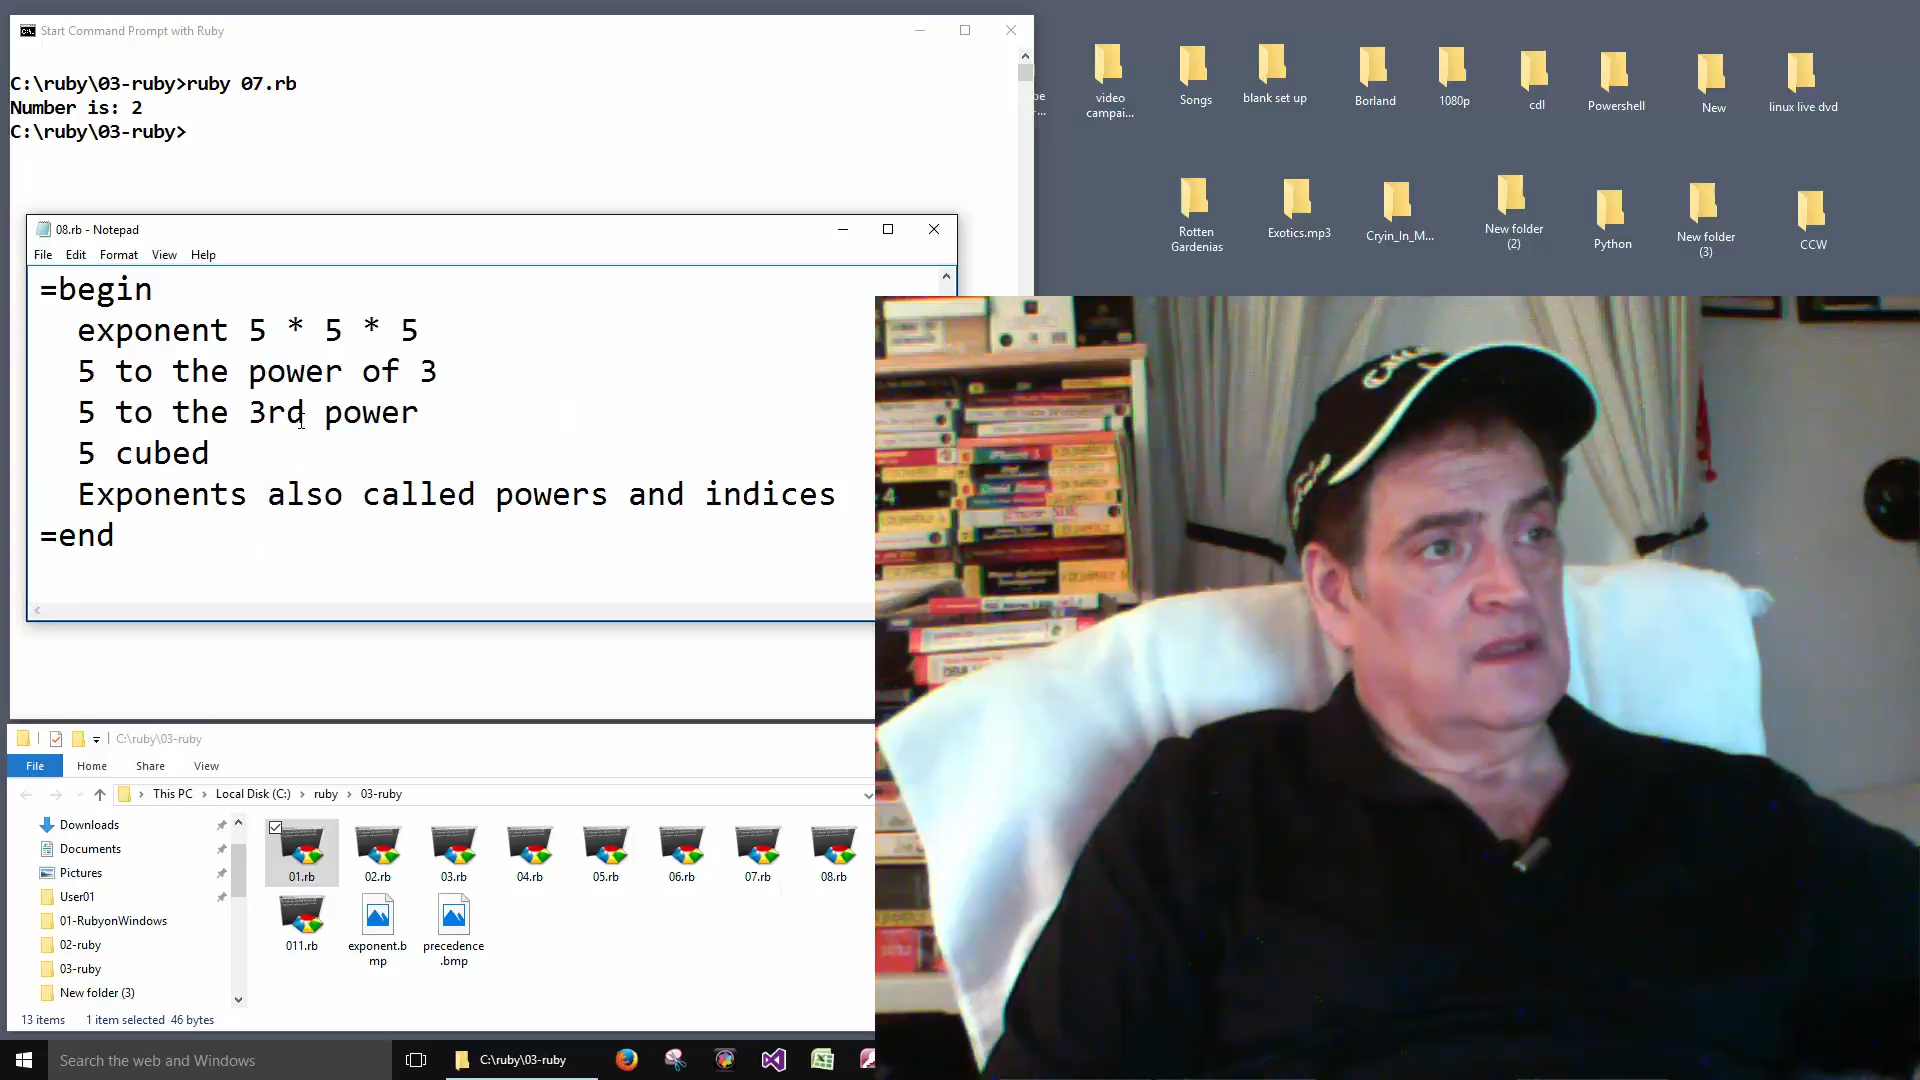 Start Command Prompt with Ruby
C:\ruby\03-ruby>ruby 07.rb
Number is: 2
C:\ruby\03-ruby>
08.rb - Notepad
File Edit Format View Help
=begin
exponent 5 * 5 * 5
5 to the power of 3
5 to the 3rd power
5 cubed
Exponents also called powers and indices
=end
video campai...
Songs
blank set up
Borland
1080p
cdl
Powershell
New
linux live dvd
Rotten Gardenias
Exotics.mp3
Cryin_In_M...
New folder (2)
Python
New folder (3)
CCW
C:\ruby\03-ruby
File Home Share View
This PC > Local Disk (C:) > ruby > 03-ruby
Downloads
Documents
Pictures
User01
01-RubyonWindows
02-ruby
03-ruby
New folder (3)
01.rb 02.rb 03.rb 04.rb 05.rb 06.rb 07.rb 08.rb
011.rb exponent.bmp precedence.bmp
13 items 1 item selected 46 bytes
Search the web and Windows
C:\ruby\03-ruby